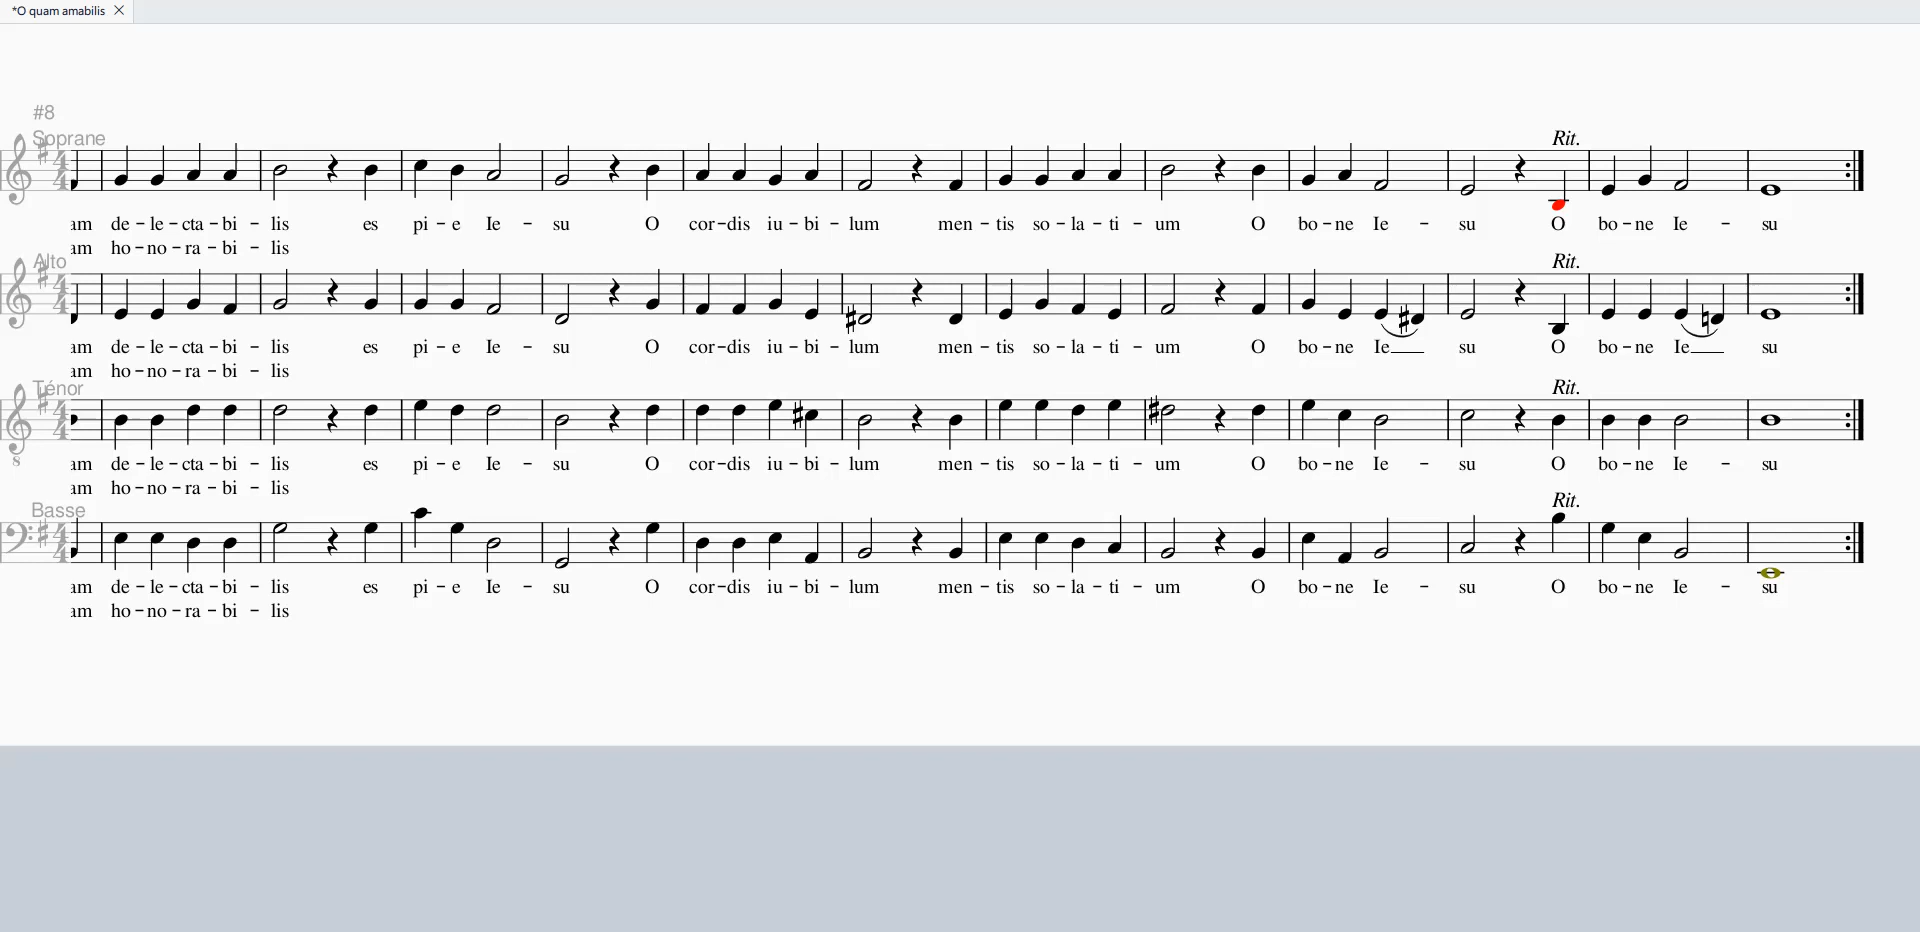 *O quam amabilis
#8
Soprane
Rit.
am de – le – cta – bi – lis es pi – e Ie – su O cor – dis iu – bi – lum men – tis so – la – ti – um O bo – ne Ie – su O bo – ne Ie – su
am ho – no – ra – bi – lis
Alto
Rit.
am de – le – cta – bi – lis es pi – e Ie – su O cor – dis iu – bi – lum men – tis so – la – ti – um O bo – ne Ie su O bo – ne Ie su
am ho – no – ra – bi – lis
Ténor
Rit.
8
am de – le – cta – bi – lis es pi – e Ie – su O cor – dis iu – bi – lum men – tis so – la – ti – um O bo – ne Ie – su O bo – ne Ie – su
am ho – no – ra – bi – lis
Basse
Rit.
am de – le – cta – bi – lis es pi – e Ie – su O cor – dis iu – bi – lum men – tis so – la – ti – um O bo – ne Ie – su O bo – ne Ie – su
am ho – no – ra – bi – lis